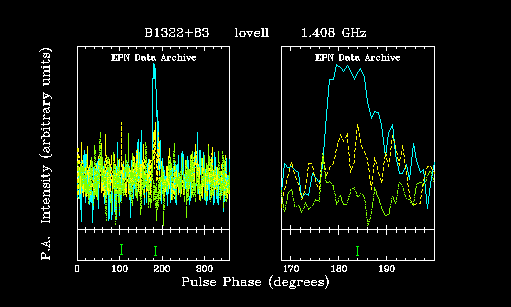 B1322+83 lovell 1.408 GHz
EPN Data Archive EPN Data Archive
P.A. Intensity (arbitrary units)
0 100 200 300 170 180 190
Pulse Phase (degrees)